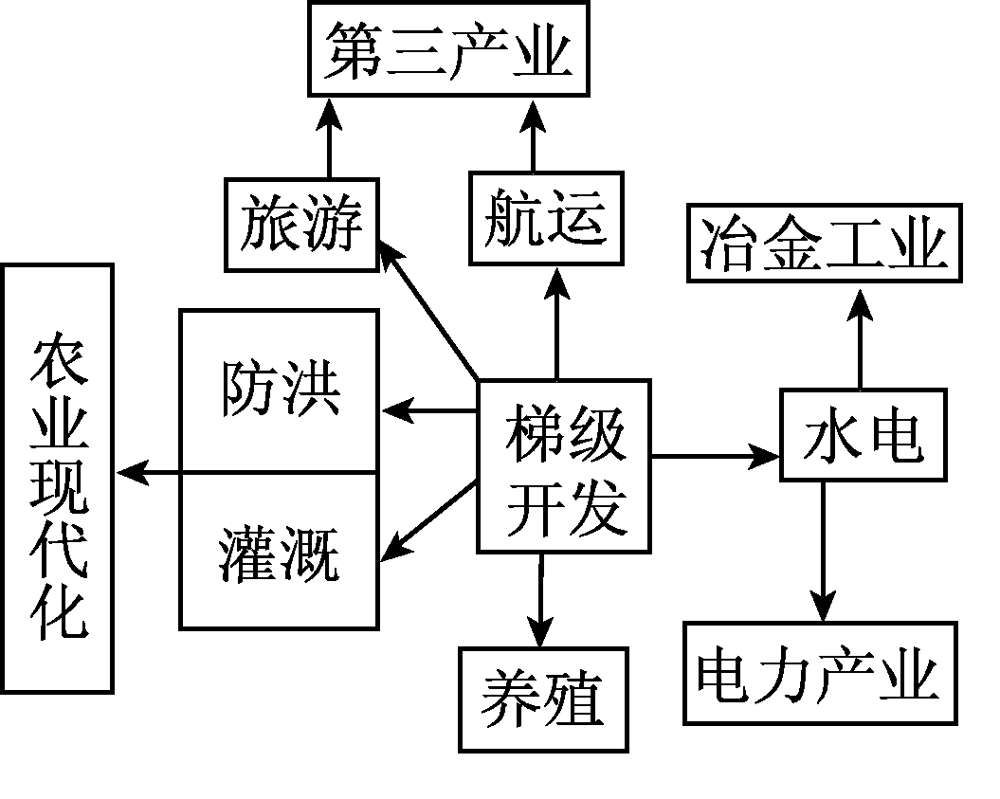 第三产业
旅游
航运
冶金工业
农业现代化
防洪
梯级
开发
水电
灌溉
养殖
电力产业